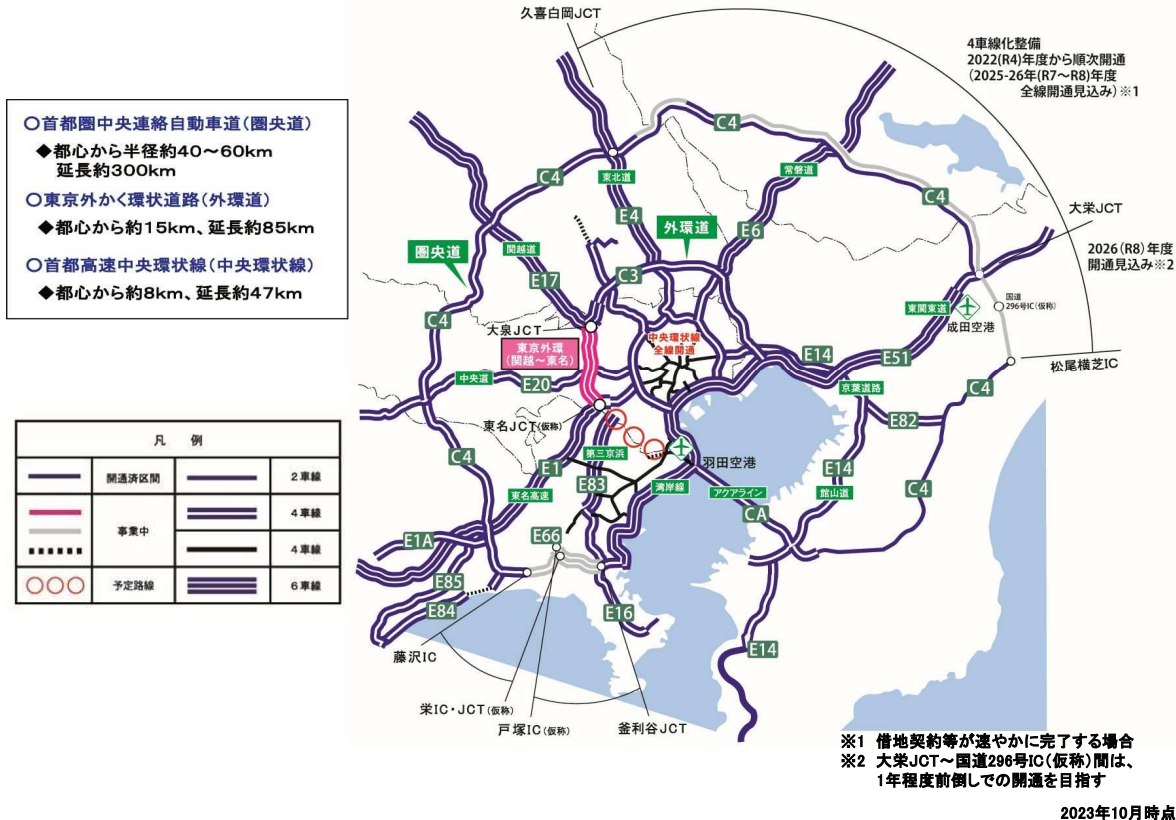 久喜白岡JCT
4車線化整備
2022(R4)年度から順次開通
(2025-26年(R7～R8)年度
全線開通見込み)※1
○首都圏中央連絡自動車道(圏央道)
◆都心から半径約40～60km
延長約300km
○東京外かく環状道路(外環道)
◆都心から約15km、延長約85km
○首都高速中央環状線(中央環状線)
◆都心から約8km、延長約47km
C4
C4
常磐道
東北道
C4
C4
大栄JCT
E4
外環道
E6
圏央道
関越道
2026(R8)年度
開通見込み※2
C3
E17
国道
296号IC(仮称)
東関東道
成田空港
C4
大泉JCT
東京外環
(関越～東名)
中央環状線
全線開通
E14
E51
松尾横芝IC
中央道
E20
京葉道路
C4
E82
東名JCT(仮称)
第三京浜
羽田空港
C4
E1
E83
東名高速
湾岸線
アクアライン
E14
館山道
C4
CA
凡 例
開通済区間
2車線
事業中
4車線
4車線
予定路線
6車線
E1A
E66
E85
E84
E16
E14
藤沢IC
栄IC・JCT(仮称)
戸塚IC(仮称)
釜利谷JCT
※1 借地契約等が速やかに完了する場合
※2 大栄JCT～国道296号IC(仮称)間は、
1年程度前倒しでの開通を目指す
2023年10月時点